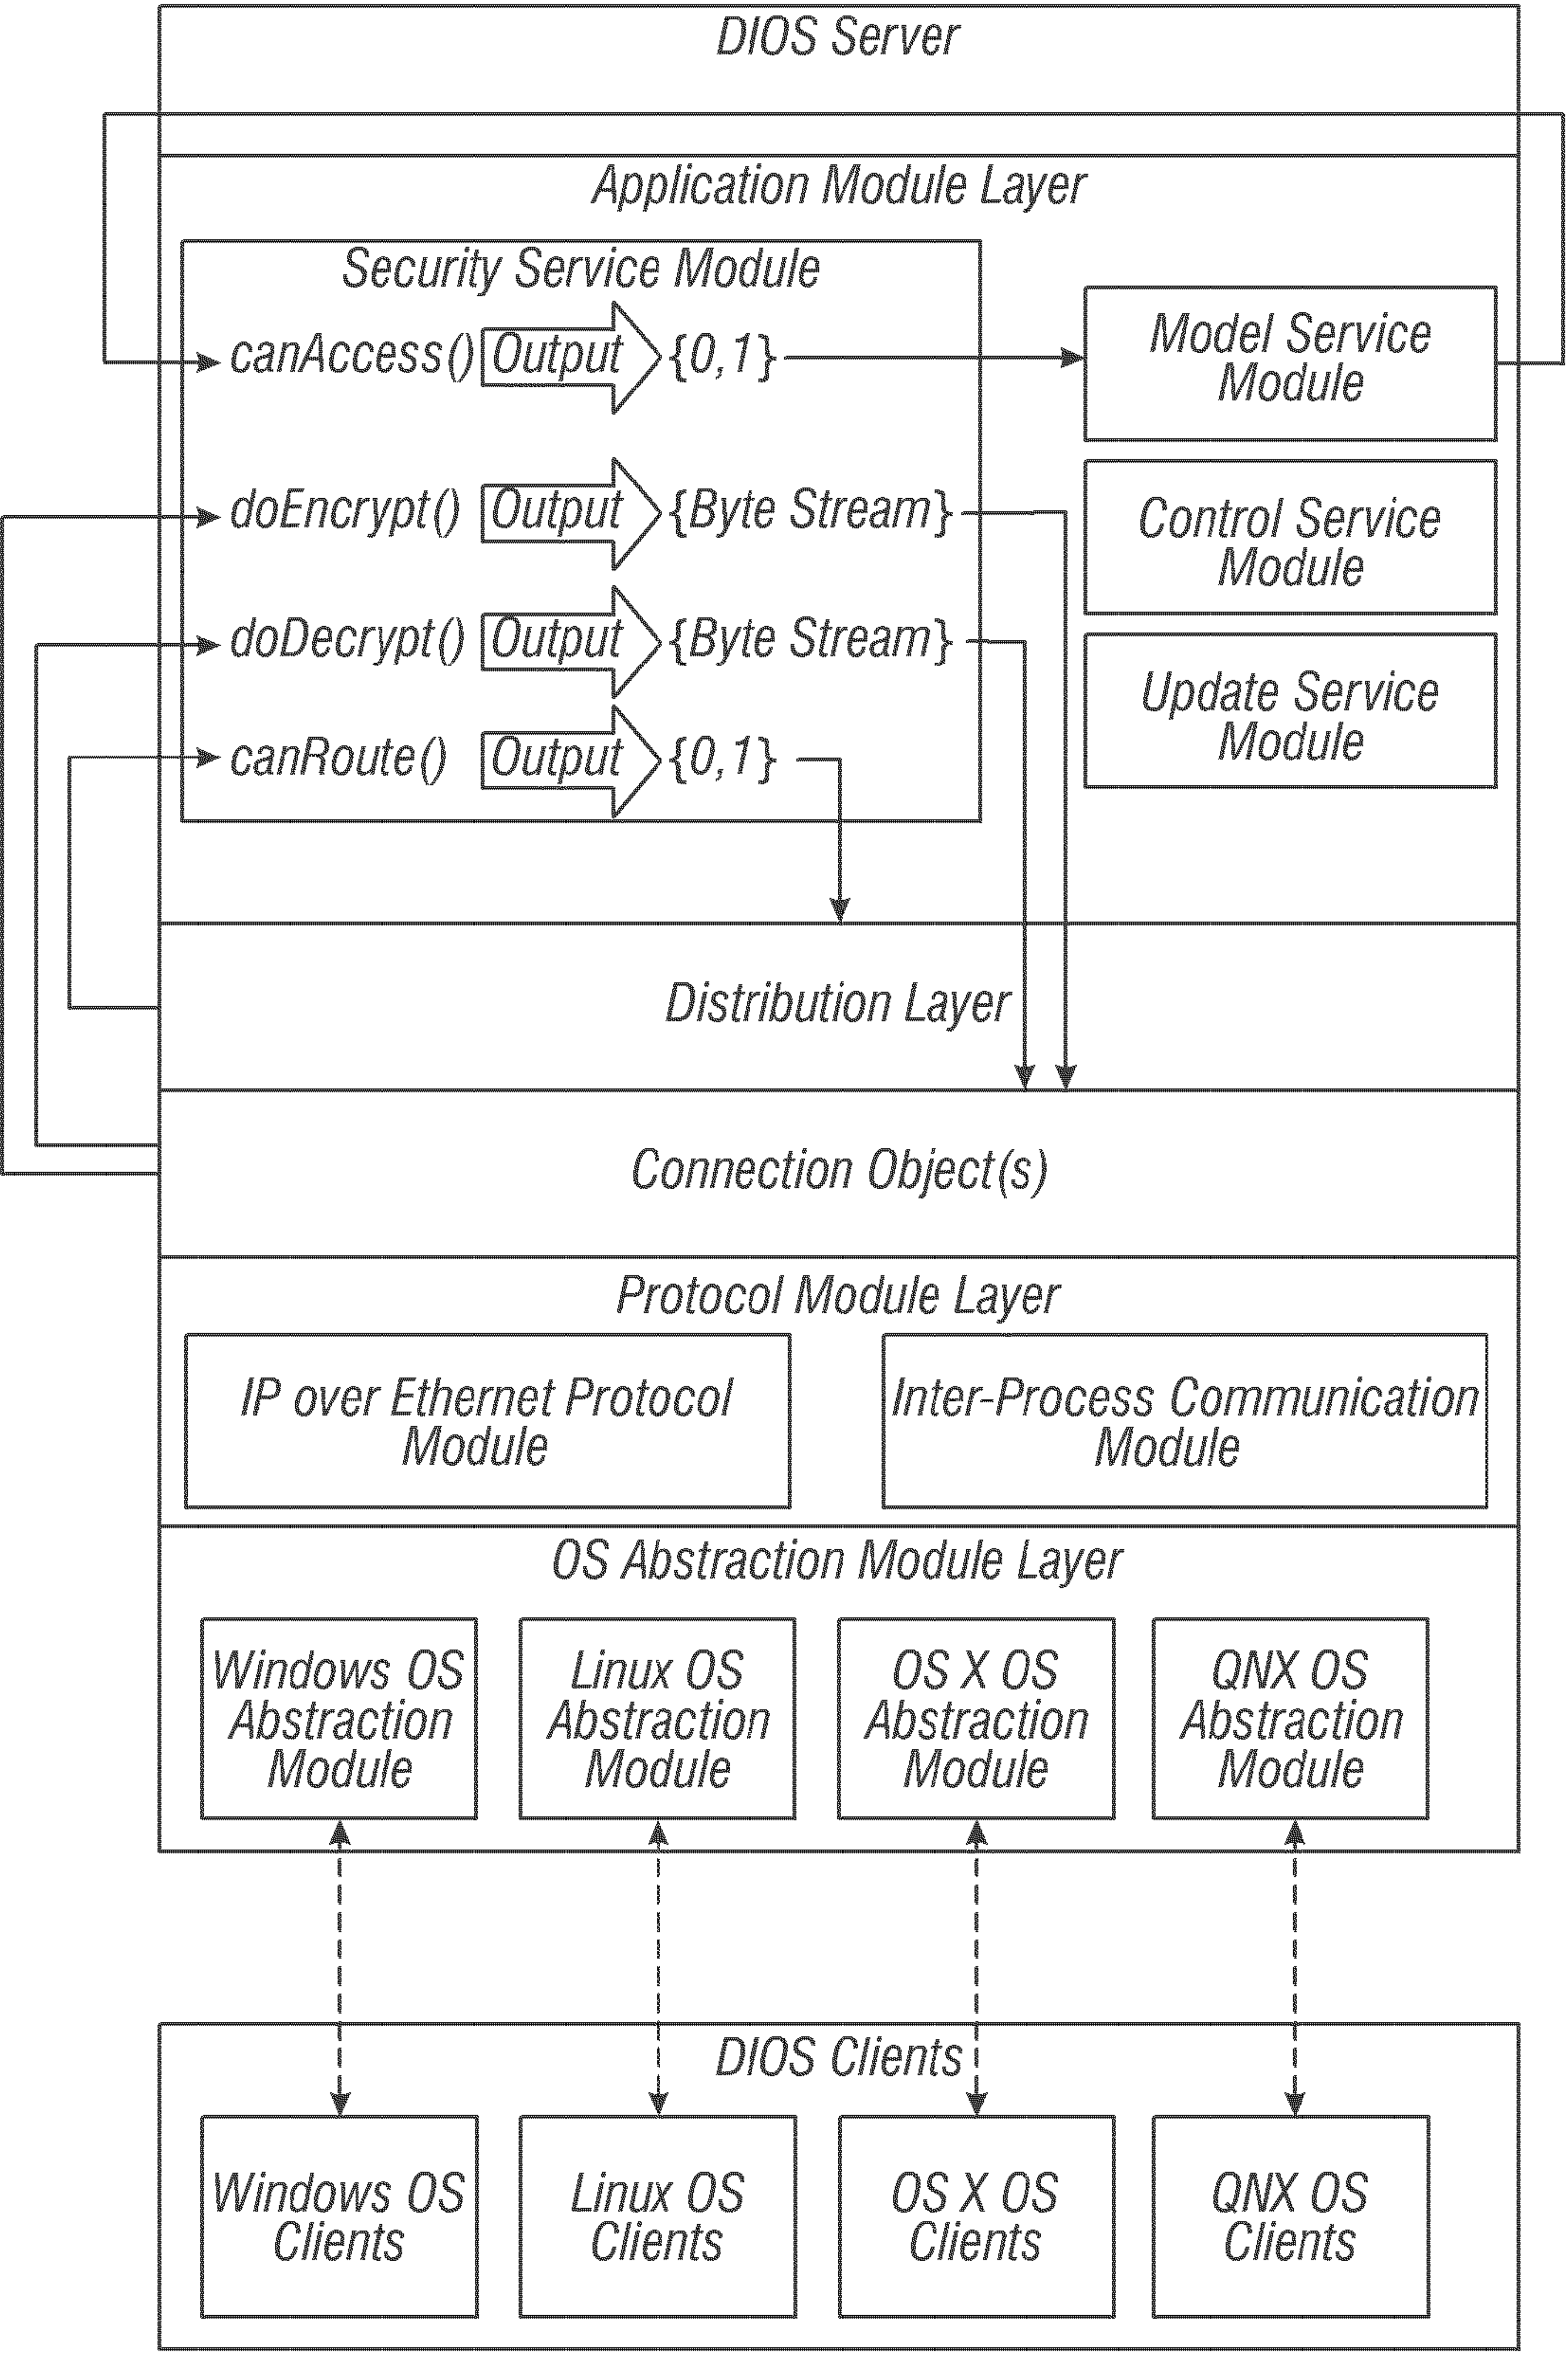 DIOS Server
Application Module Layer
Security Service Module
canAccess() Output {0,1}
Model Service
Module
doEncrypt() Output {Byte Stream}
Control Service
Module
doDecrypt() Output {Byte Stream}
Update Service
Module
canRoute() Output {0,1}
Distribution Layer
Connection Object(s)
Protocol Module Layer
IP over Ethernet Protocol
Module
Inter-Process Communication
Module
OS Abstraction Module Layer
Windows OS
Abstraction
Module
Linux OS
Abstraction
Module
OS X OS
Abstraction
Module
QNX OS
Abstraction
Module
DIOS Clients
Windows OS
Clients
Linux OS
Clients
OS X OS
Clients
QNX OS
Clients